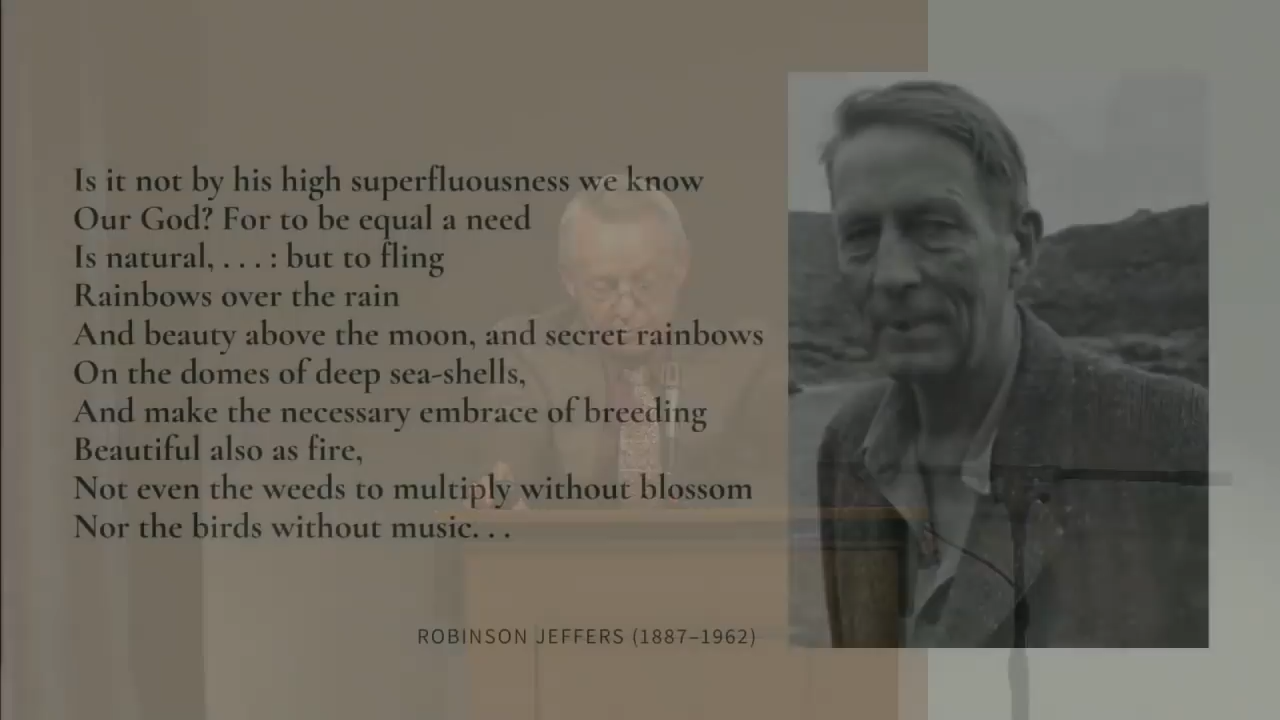 Is it not by his high superfluousness we know
Our God? For to be equal a need
Is natural, . . . : but to fling
Rainbows over the rain
And beauty above the moon, and secret rainbows
On the domes of deep sea-shells,
And make the necessary embrace of breeding
Beautiful also as fire,
Not even the weeds to multiply without blossom
Nor the birds without music. . .
ROBINSON JEFFERS (1887–1962)